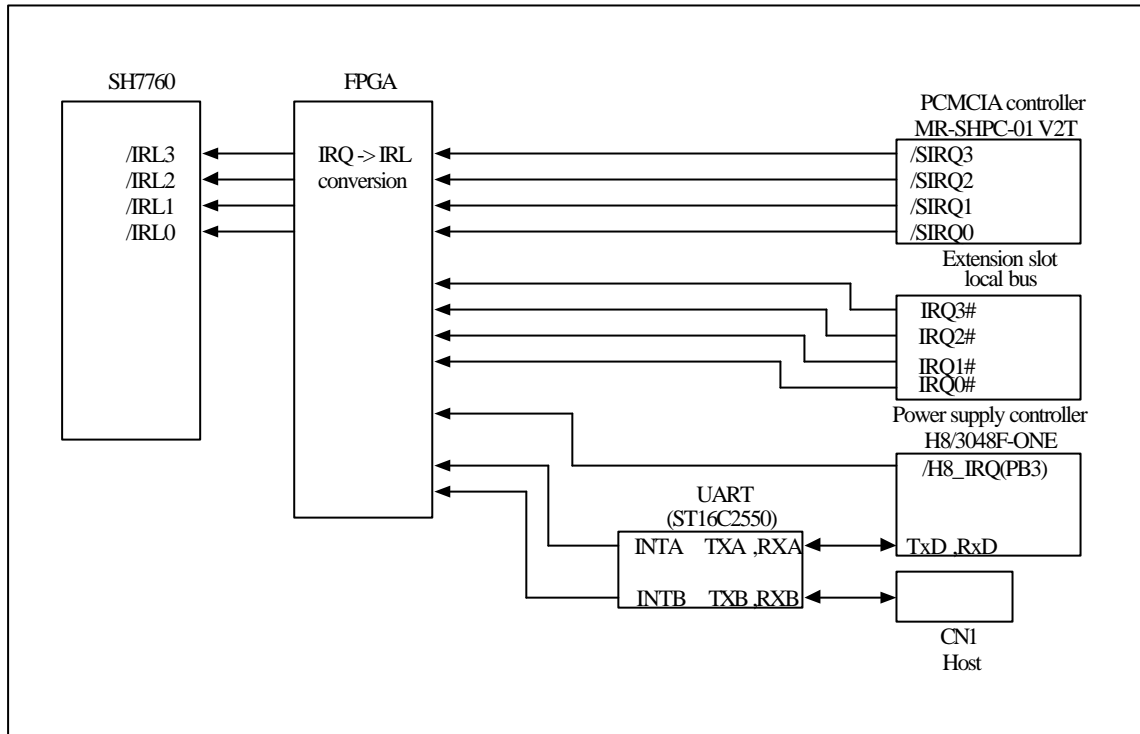 SH7760
FPGA
PCMCIA controller
MR-SHPC-01 V2T
/IRL3
/IRL2
/IRL1
/IRL0
IRQ -> IRL
conversion
/SIRQ3
/SIRQ2
/SIRQ1
/SIRQ0
Extension slot
local bus
IRQ3#
IRQ2#
IRQ1#
IRQ0#
Power supply controller
H8/3048F-ONE
/H8_IRQ(PB3)
TxD ,RxD
UART
(ST16C2550)
INTA TXA ,RXA
INTB TXB ,RXB
CN1
Host